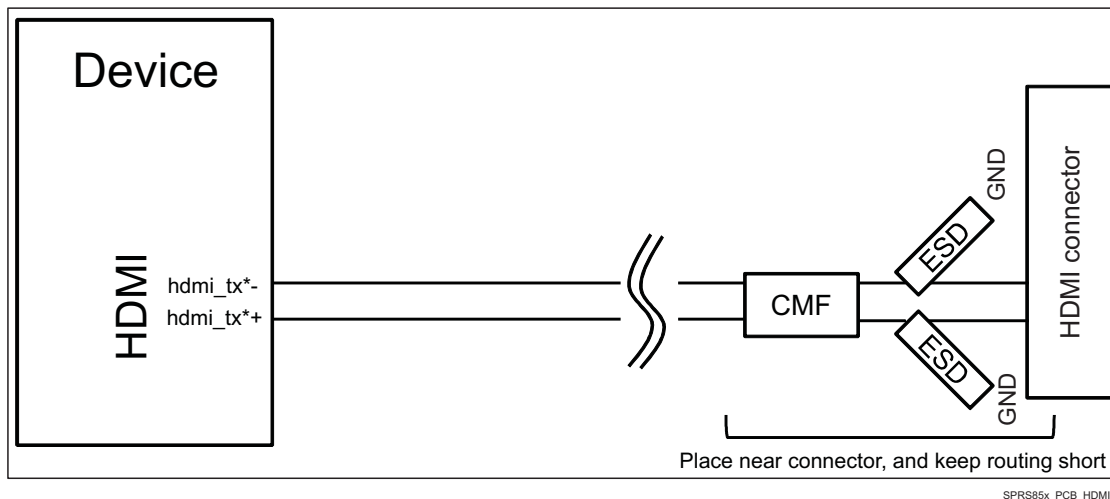 Device
HDMI
hdmi_tx*-
hdmi_tx*+
CMF
ESD
GND
ESD
GND
HDMI connector
Place near connector, and keep routing short
SPRS85x_PCB_HDMI